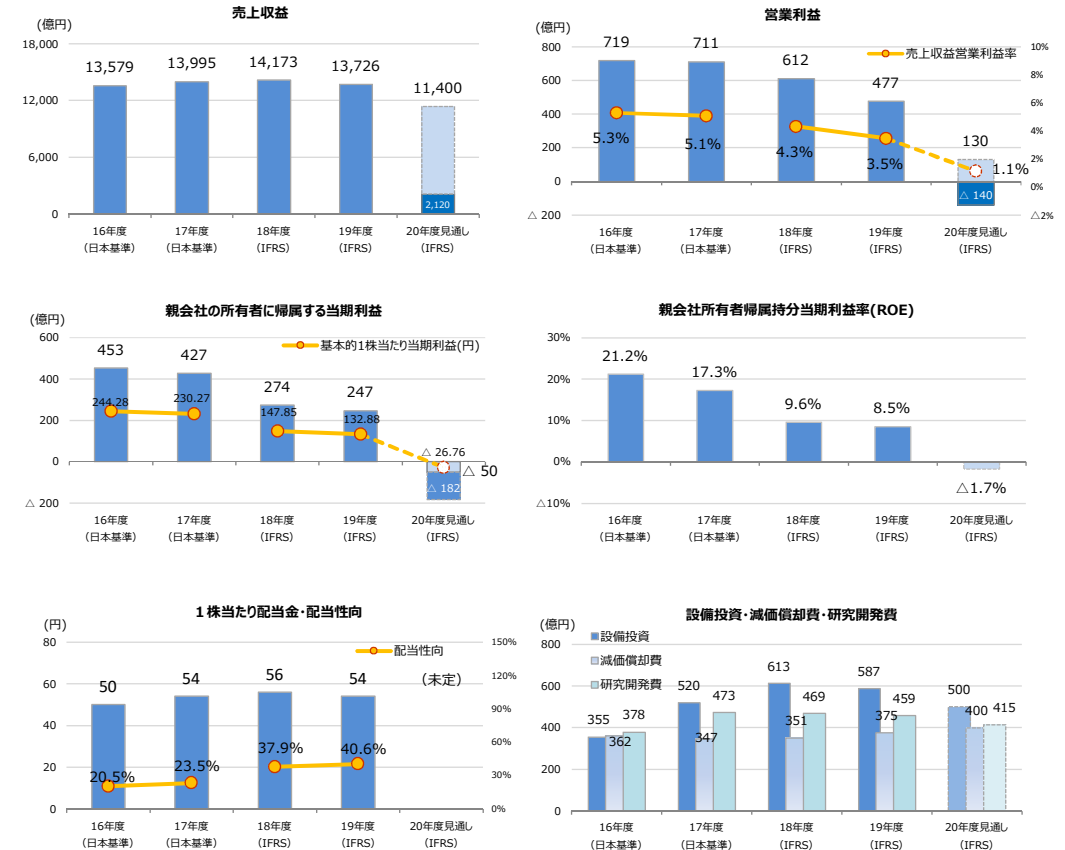 売上収益
(億円)
18,000
12,000
6,000
0
13,579
13,995
14,173
13,726
11,400
2,120
16年度
17年度
18年度
19年度
20年度見通し
(日本基準)
(日本基準)
(IFRS)
(IFRS)
(IFRS)
営業利益
(億円)
800
600
400
200
0
△ 200
10%
8%
6%
4%
2%
0%
△2%
売上収益営業利益率
719
711
612
477
130
5.3%
5.1%
4.3%
3.5%
1.1%
△ 140
16年度
17年度
18年度
19年度
20年度見通し
(日本基準)
(日本基準)
(IFRS)
(IFRS)
(IFRS)
親会社の所有者に帰属する当期利益
(億円)
600
400
200
0
△ 200
基本的1株当たり当期利益(円)
453
427
274
247
244.28
230.27
147.85
132.88
△ 26.76
△ 50
△ 182
16年度
17年度
18年度
19年度
20年度見通し
(日本基準)
(日本基準)
(IFRS)
(IFRS)
(IFRS)
親会社所有者帰属持分当期利益率(ROE)
30%
20%
10%
0%
△10%
21.2%
17.3%
9.6%
8.5%
△1.7%
16年度
17年度
18年度
19年度
20年度見通し
(日本基準)
(日本基準)
(IFRS)
(IFRS)
(IFRS)
1株当たり配当金・配当性向
(円)
80
60
40
20
0
150%
120%
90%
60%
30%
0%
配当性向
50
54
56
54
(未定)
20.5%
23.5%
37.9%
40.6%
16年度
17年度
18年度
19年度
20年度見通し
(日本基準)
(日本基準)
(IFRS)
(IFRS)
(IFRS)
設備投資・減価償却費・研究開発費
(億円)
800
600
400
200
0
設備投資
減価償却費
研究開発費
355
362
378
520
347
473
613
351
469
587
375
459
500
400
415
16年度
17年度
18年度
19年度
20年度見通し
(日本基準)
(日本基準)
(IFRS)
(IFRS)
(IFRS)